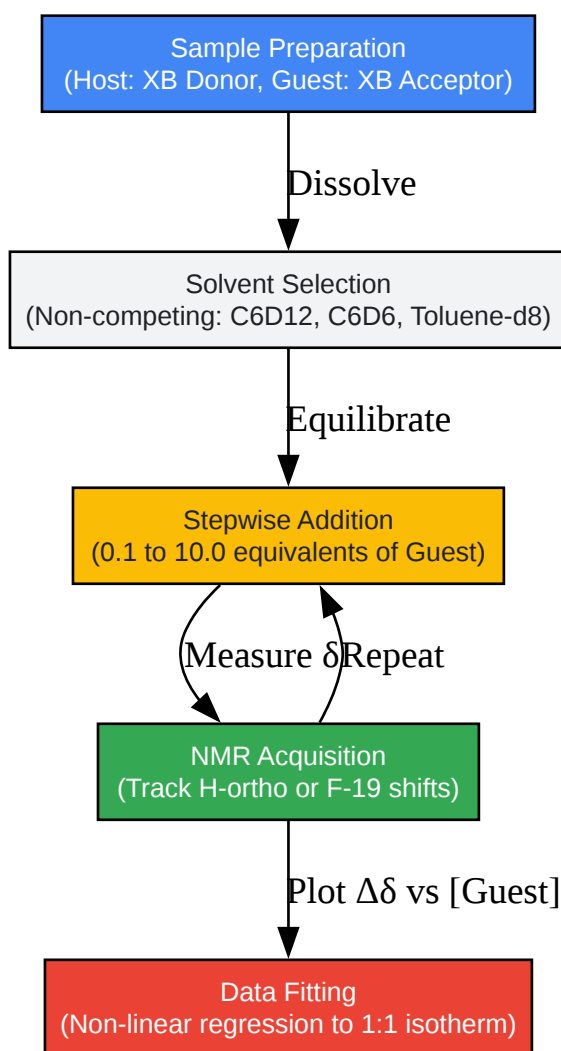 Sample Preparation
(Host: XB Donor, Guest: XB Acceptor)
Dissolve
Solvent Selection
(Non-competing: C6D12, C6D6, Toluene-d8)
Equilibrate
Stepwise Addition
(0.1 to 10.0 equivalents of Guest)
Measure δ
Repeat
NMR Acquisition
(Track H-ortho or F-19 shifts)
Plot Δδ vs [Guest]
Data Fitting
(Non-linear regression to 1:1 isotherm)